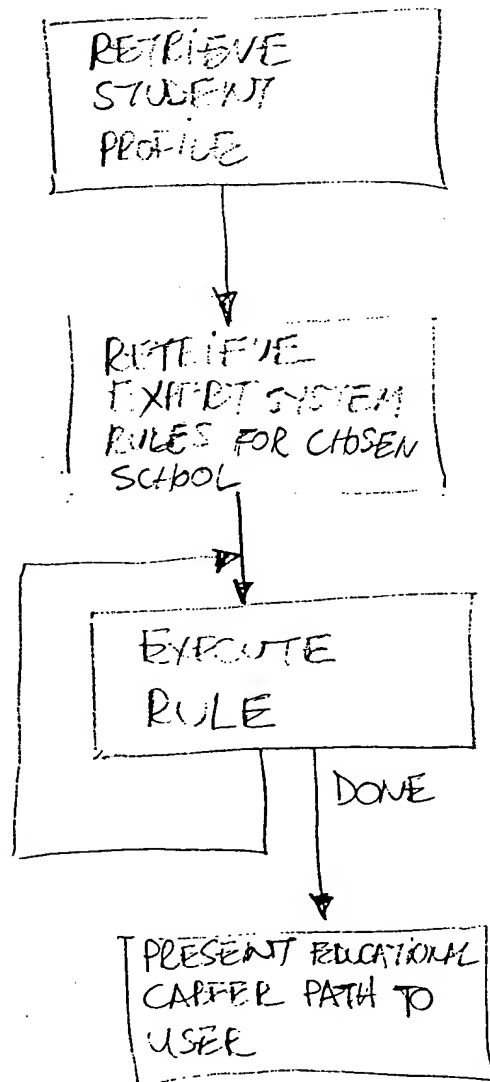 RETRIEVE
STUDENT
PROFILE
RETRIEVE
EXPERT SYSTEM
RULES FOR CHOSEN
SCHOOL
EXECUTE
RULE
DONE
PRESENT EDUCATIONAL
CAREER PATH TO
USER